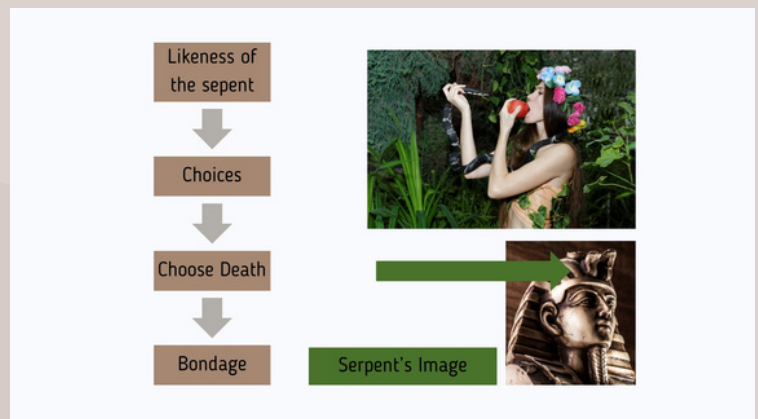 Likeness of
the sepent
Choices
Choose Death
Bondage
Serpent's Image